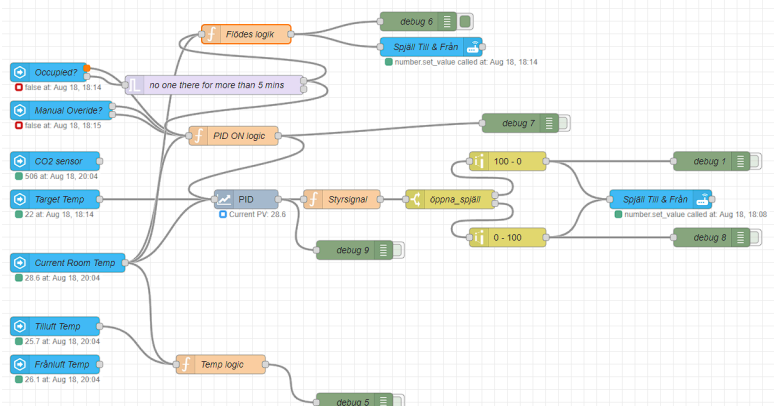 debug 6
Flödes logik
Spjäll Till & Från
number.set_value called at: Aug 18, 18:14
Occupied?
false at: Aug 18, 18:14
no one there for more than 5 mins
Manual Overide?
false at: Aug 18, 18:15
debug 7
PID ON logic
CO2 sensor
506 at: Aug 18, 20:04
100 - 0
debug 1
Target Temp
22 at: Aug 18, 18:14
PID
Current PV: 28.6
Styrsignal
öppna_spjäll
Spjäll Till & Från
number.set_value called at: Aug 18, 18:08
0 - 100
debug 8
debug 9
Current Room Temp
28.6 at: Aug 18, 20:04
Tilluft Temp
25.7 at: Aug 18, 20:04
Frånluft Temp
26.1 at: Aug 18, 20:04
Temp logic
debug 5